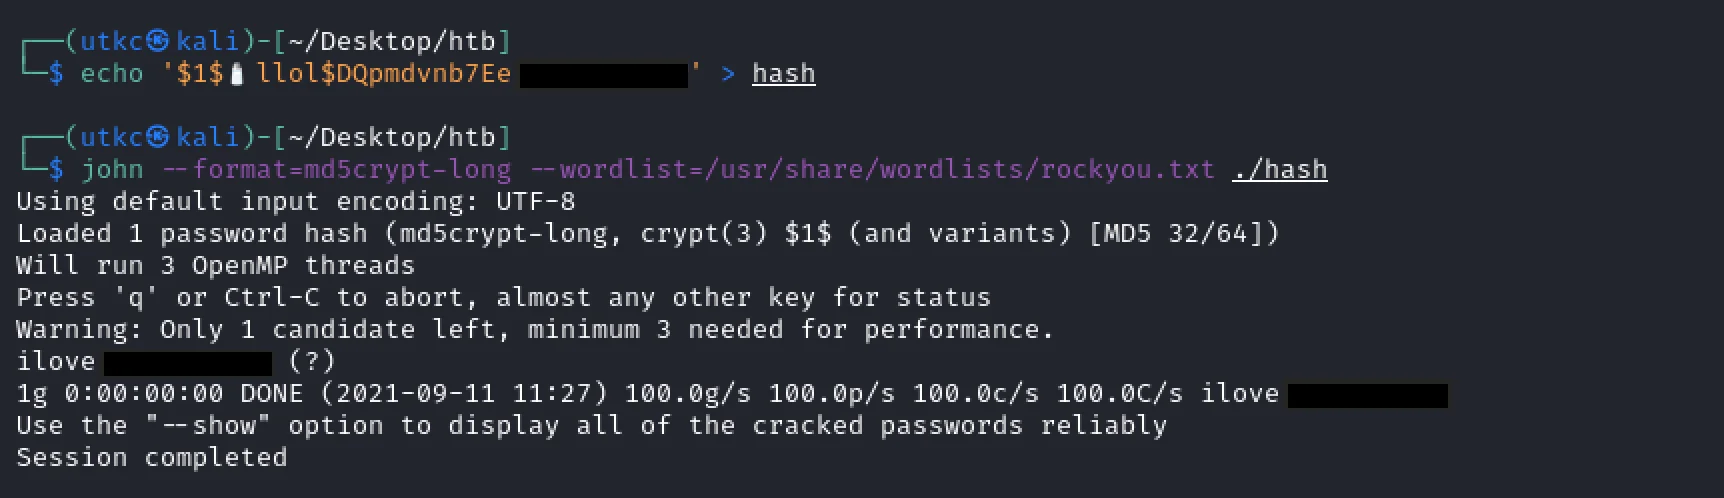 ┌──(utkc㉿kali)-[~/Desktop/htb]
└─$ echo '$1$🧂llol$DQpmdvnb7Ee ' > hash
┌──(utkc㉿kali)-[~/Desktop/htb]
└─$ john --format=md5crypt-long --wordlist=/usr/share/wordlists/rockyou.txt ./hash
Using default input encoding: UTF-8
Loaded 1 password hash (md5crypt-long, crypt(3) $1$ (and variants) [MD5 32/64])
Will run 3 OpenMP threads
Press 'q' or Ctrl-C to abort, almost any other key for status
Warning: Only 1 candidate left, minimum 3 needed for performance.
ilove (?)
1g 0:00:00:00 DONE (2021-09-11 11:27) 100.0g/s 100.0p/s 100.0c/s 100.0C/s ilove
Use the "--show" option to display all of the cracked passwords reliably
Session completed